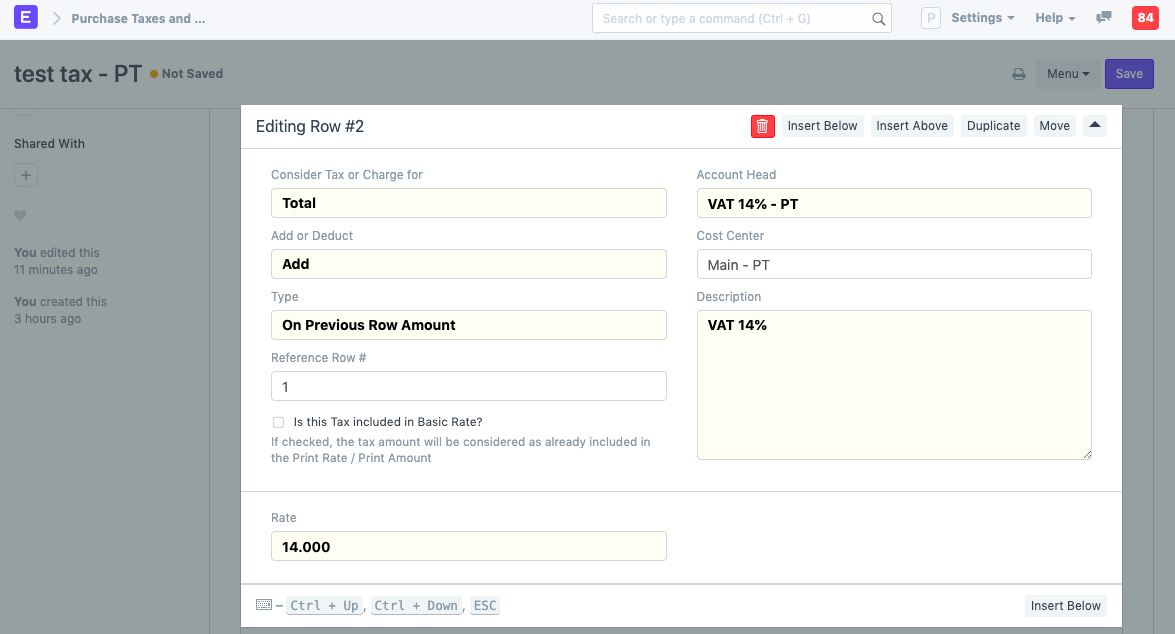 E
Purchase Taxes and ...
Search or type a command (Ctrl + G)
P
Settings
Help
84
test tax - PT
Not Saved
Menu
Save
Shared With
+
You edited this
11 minutes ago
You created this
3 hours ago
Editing Row #2
Insert Below
Insert Above
Duplicate
Move
Consider Tax or Charge for
Total
Add or Deduct
Add
Type
On Previous Row Amount
Reference Row #
1
Is this Tax included in Basic Rate?
If checked, the tax amount will be considered as already included in
the Print Rate / Print Amount
Account Head
VAT 14% - PT
Cost Center
Main - PT
Description
VAT 14%
Rate
14.000
– Ctrl + Up, Ctrl + Down, ESC
Insert Below